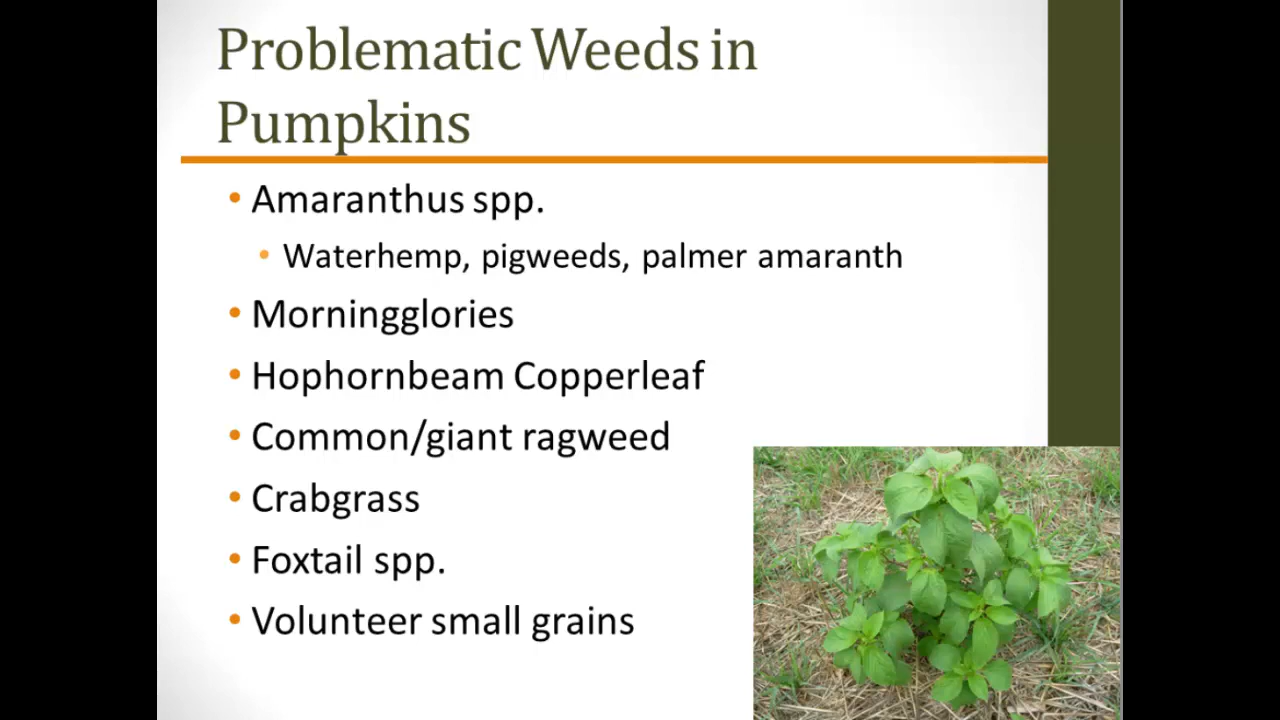 Problematic Weeds in
Pumpkins
• Amaranthus spp.
• Waterhemp, pigweeds, palmer amaranth
• Morningglories
• Hophornbeam Copperleaf
• Common/giant ragweed
• Crabgrass
• Foxtail spp.
• Volunteer small grains